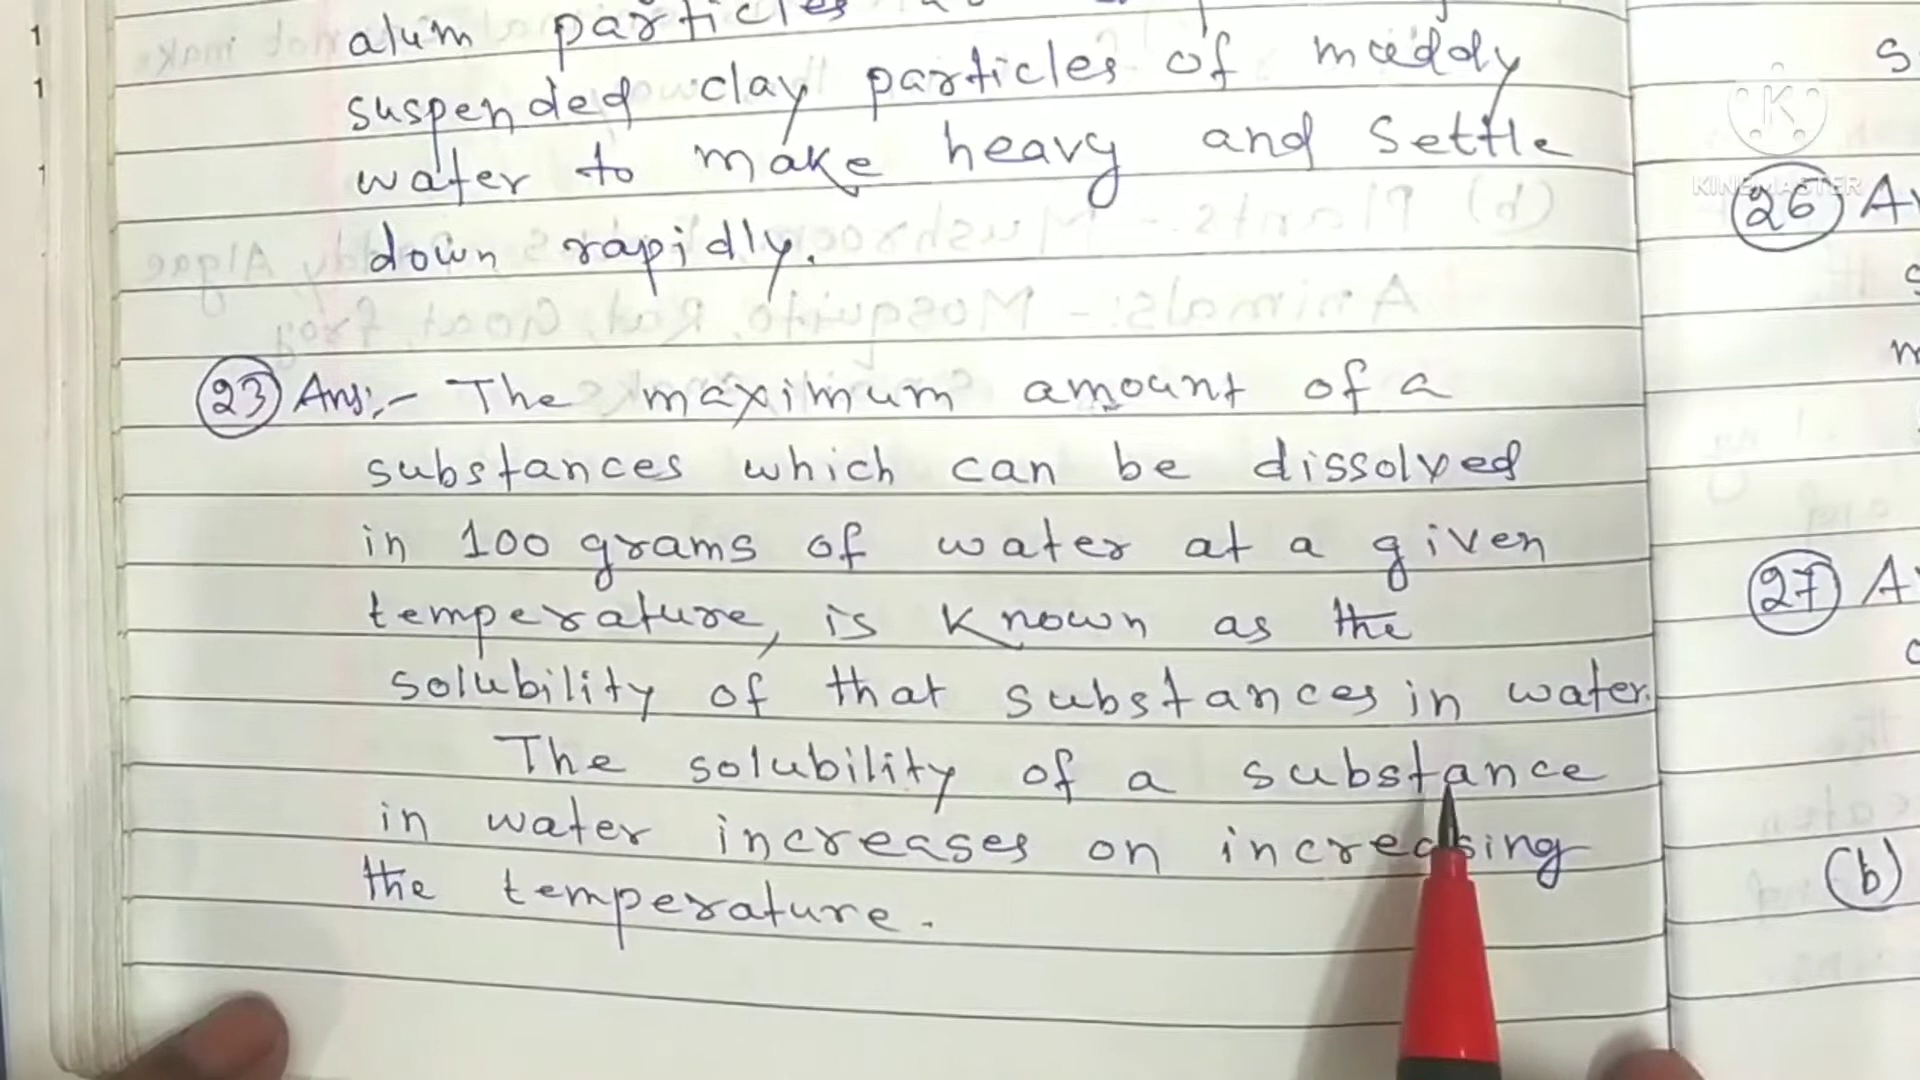 alum particles
suspended clay particles of muddy
water to make heavy and settle
down rapidly.
(23) Ans:- The maximum amount of a
substances which can be dissolved
in 100 grams of water at a given
temperature, is known as the
solubility of that substances in water.
The solubility of a substance
in water increases on increasing
the temperature.
K
KINEMASTER
(26) A
(27) A
(b)